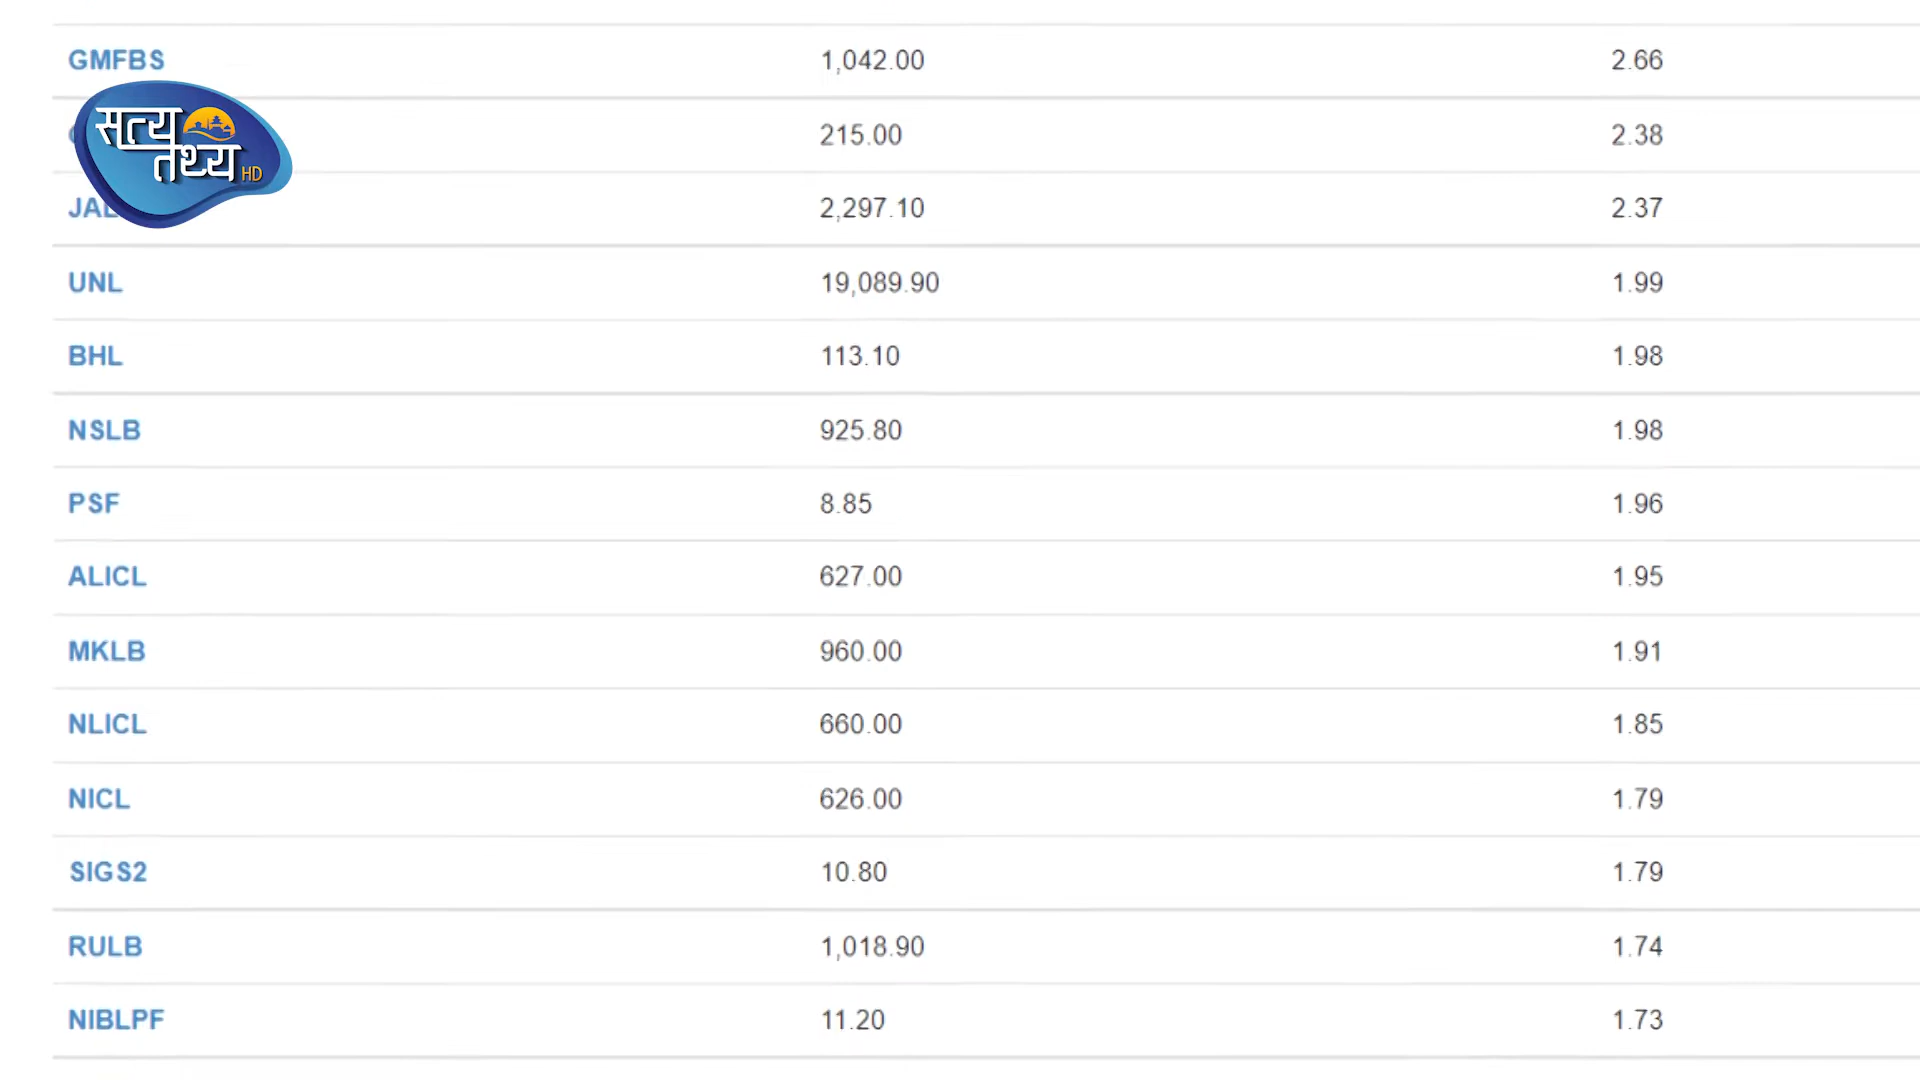 GMFBS 1,042.00 2.66
215.00 2.38
2,297.10 2.37
सत्य
तथ्य HD
UNL 19,089.90 1.99
BHL 113.10 1.98
NSLB 925.80 1.98
PSF 8.85 1.96
ALICL 627.00 1.95
MKLB 960.00 1.91
NLICL 660.00 1.85
NICL 626.00 1.79
SIGS2 10.80 1.79
RULB 1,018.90 1.74
NIBLPF 11.20 1.73